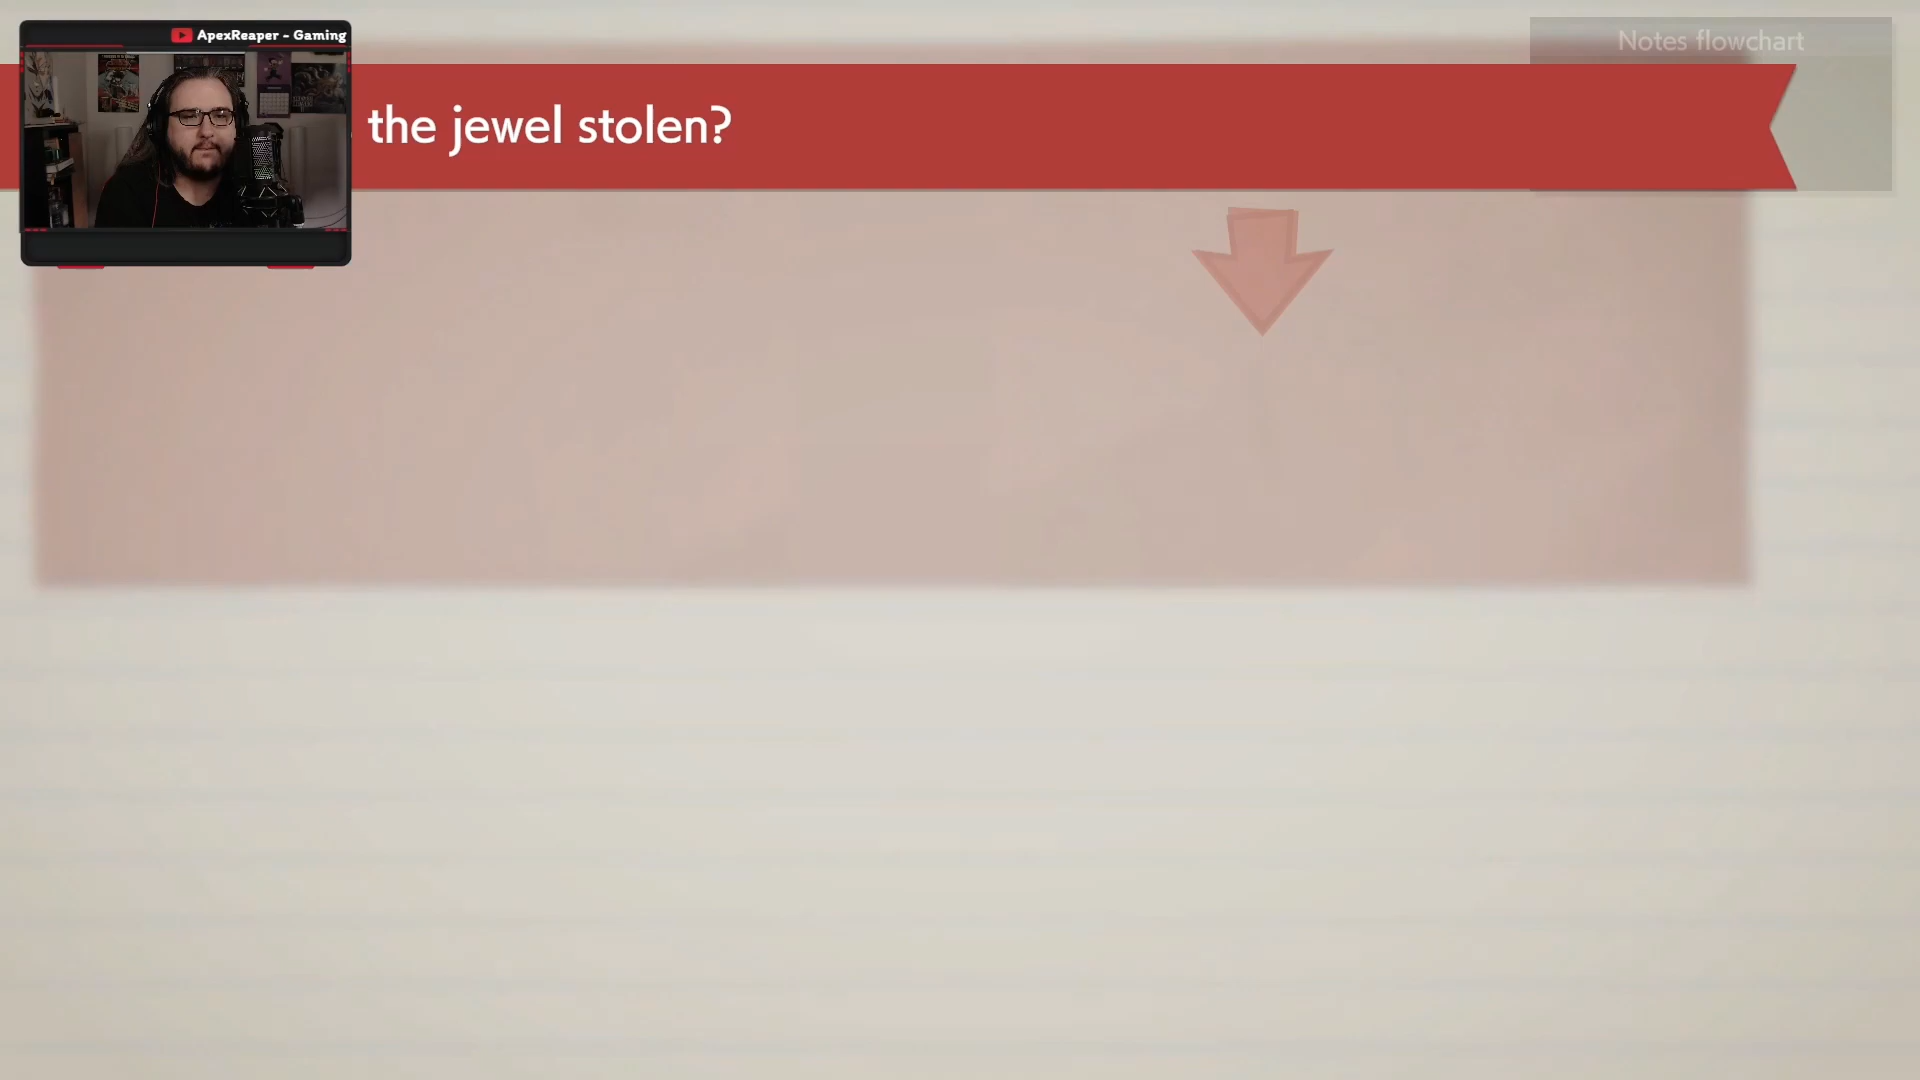 ApexReaper - Gaming
Notes flowchart
the jewel stolen?